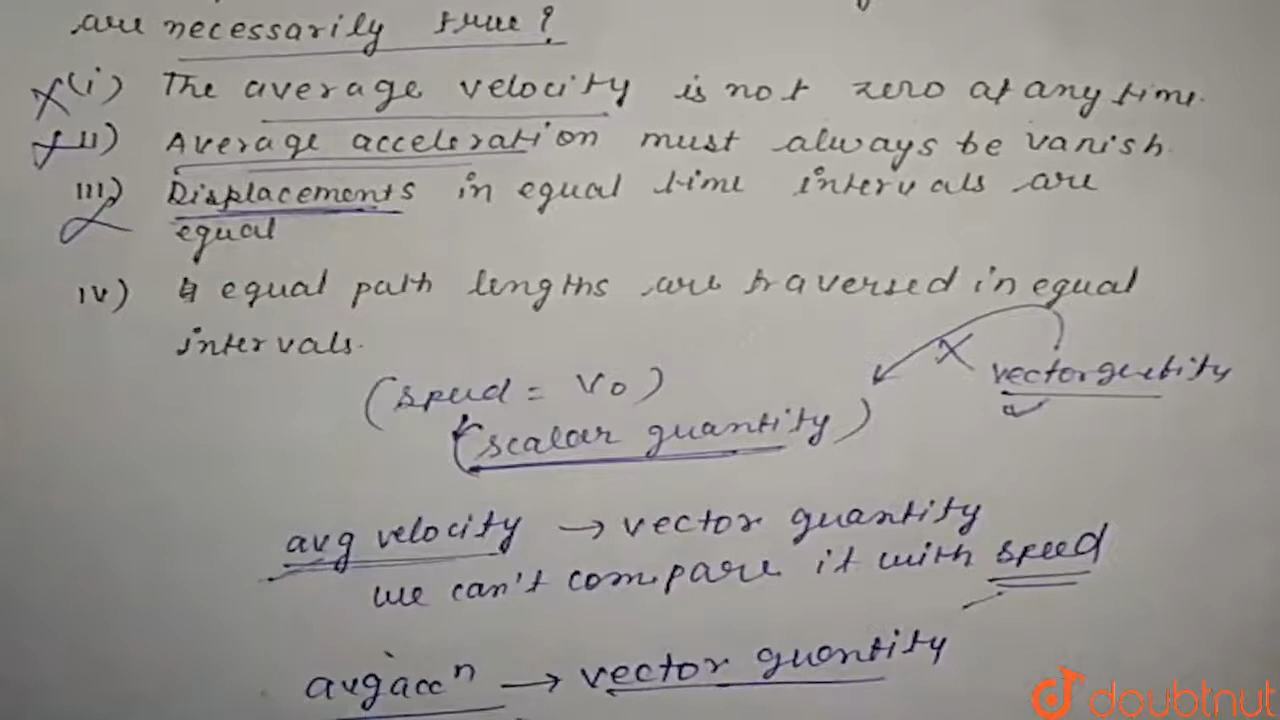 are necessarily true?
(i) The average velocity is not zero at any time.
ii) Average acceleration must always be vanish.
iii) Displacements in equal time intervals are
equal
iv) equal path lengths are traversed in equal
intervals.
(speed = v0)
vector quantity
(scalar quantity)
avg velocity → vector quantity
we can't compare it with speed
avg accn → vector quantity
doubtnut